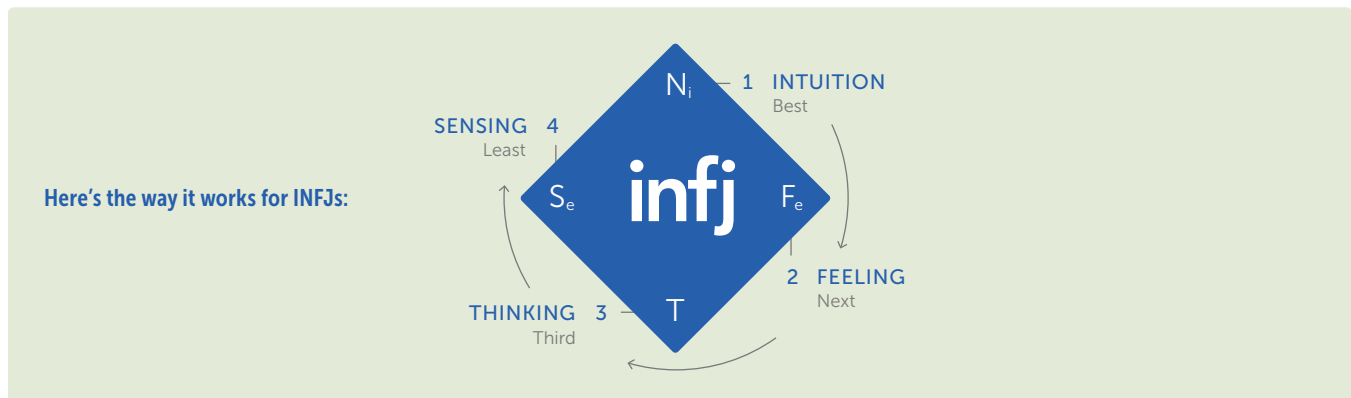 Here's the way it works for INFJs:
Ni
1 INTUITION
Best
SENSING 4
Least
Se
infj
Fe
2 FEELING
Next
THINKING 3
Third
T